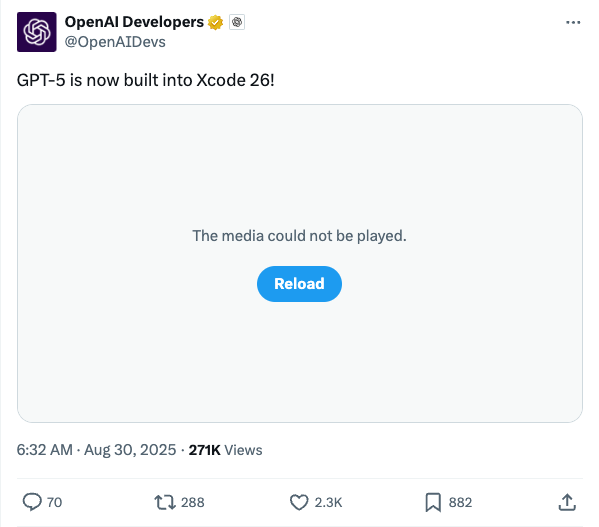 OpenAI Developers
@OpenAIDevs
GPT-5 is now built into Xcode 26!
The media could not be played.
Reload
6:32 AM · Aug 30, 2025 · 271K Views
70 288 2.3K 882